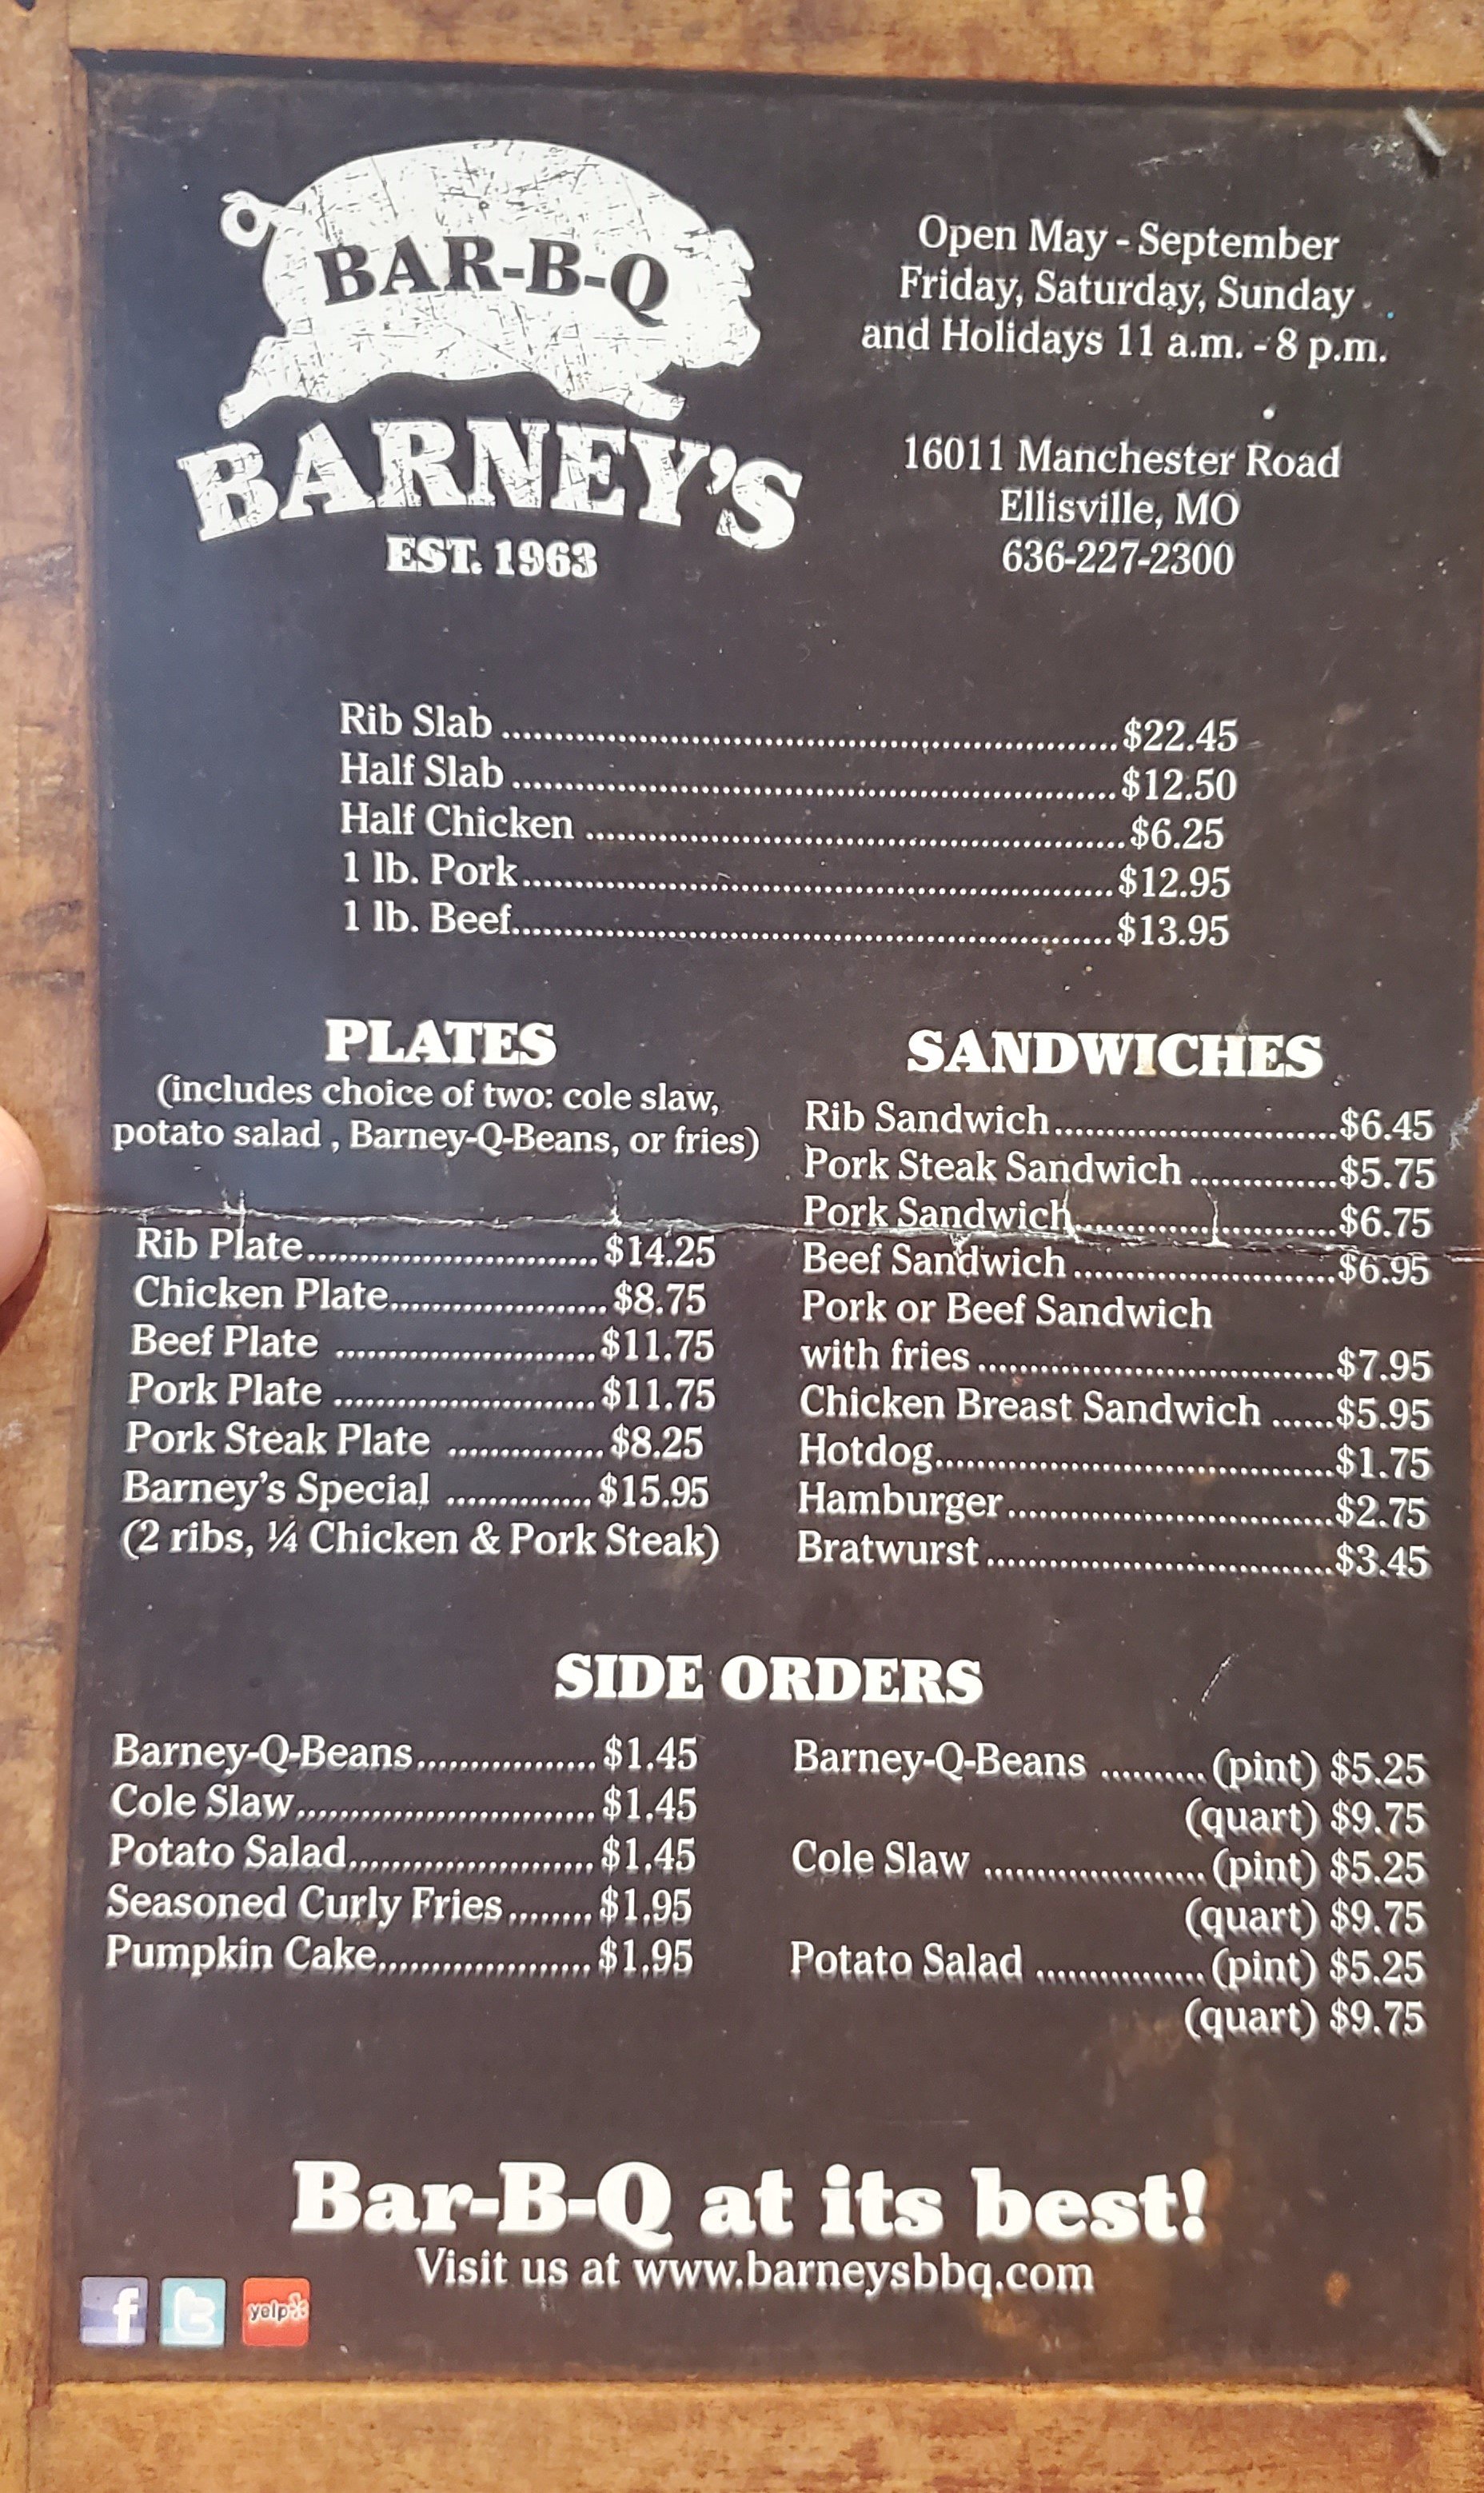 BAR-B-Q
BARNEY'S
EST. 1963
Open May - September
Friday, Saturday, Sunday
and Holidays 11 a.m. - 8 p.m.
16011 Manchester Road
Ellisville, MO
636-227-2300
Rib Slab ........ $22.45
Half Slab ........ $12.50
Half Chicken ........ $6.25
1 lb. Pork ........ $12.95
1 lb. Beef ........ $13.95
PLATES
(includes choice of two: cole slaw,
potato salad , Barney-Q-Beans, or fries)
Rib Plate ........ $14.25
Chicken Plate ........ $8.75
Beef Plate ........ $11.75
Pork Plate ........ $11.75
Pork Steak Plate ........ $8.25
Barney's Special ........ $15.95
(2 ribs, ¼ Chicken & Pork Steak)
SANDWICHES
Rib Sandwich ........ $6.45
Pork Steak Sandwich ........ $5.75
Pork Sandwich ........ $6.75
Beef Sandwich ........ $6.95
Pork or Beef Sandwich
with fries ........ $7.95
Chicken Breast Sandwich ...... $5.95
Hotdog ........ $1.75
Hamburger ........ $2.75
Bratwurst ........ $3.45
SIDE ORDERS
Barney-Q-Beans ........ $1.45
Cole Slaw ........ $1.45
Potato Salad ........ $1.45
Seasoned Curly Fries ........ $1.95
Pumpkin Cake ........ $1.95
Barney-Q-Beans .......... (pint) $5.25
(quart) $9.75
Cole Slaw ........ (pint) $5.25
(quart) $9.75
Potato Salad ........ (pint) $5.25
(quart) $9.75
Bar-B-Q at its best!
Visit us at www.barneysbbq.com
f t yelp